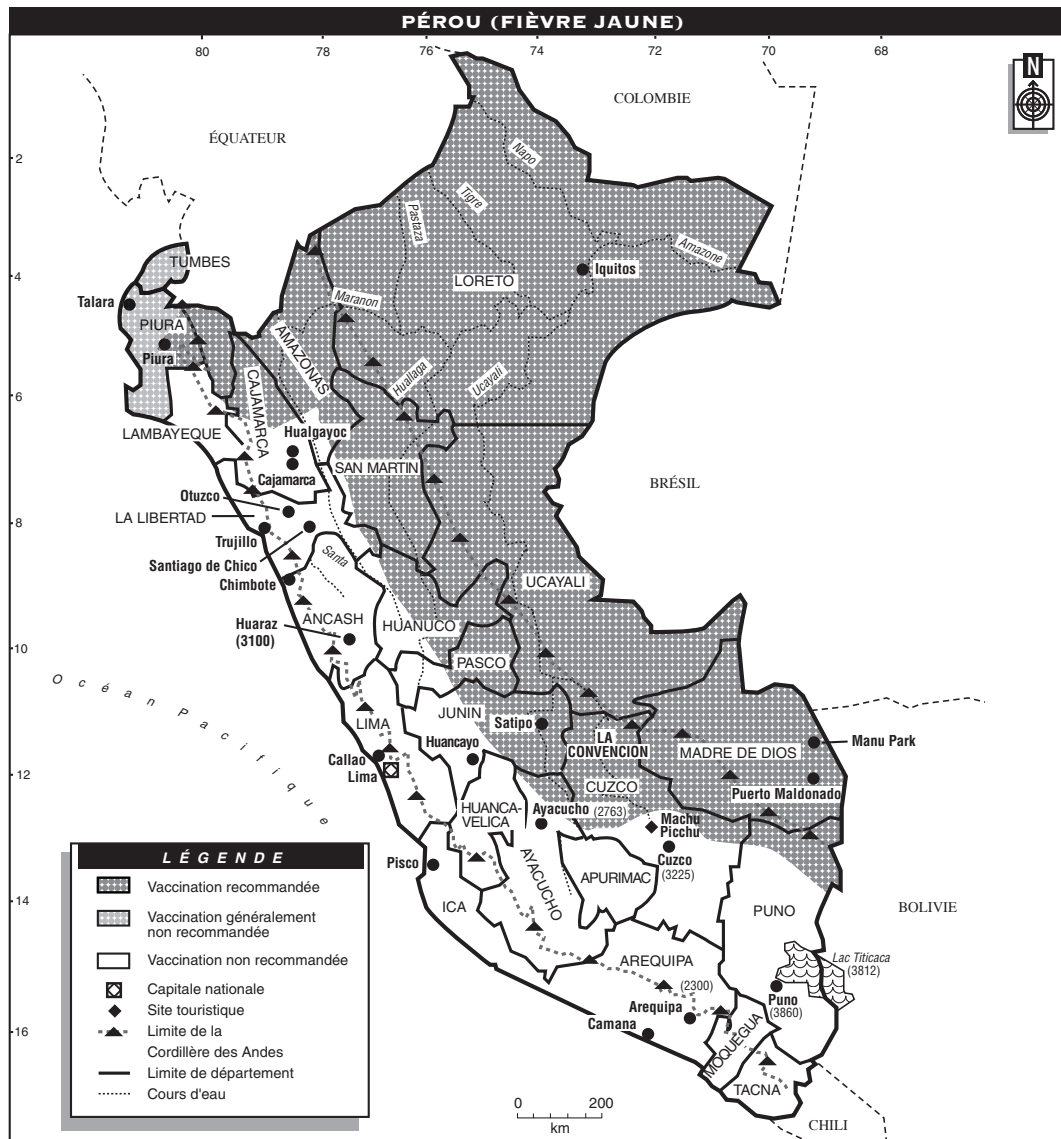 PÉROU (FIÈVRE JAUNE)
80 78 76 74 72 70 68
N
COLOMBIE
ÉQUATEUR
2
Napo
Tigre
Pastaza
Amazone
TUMBES
4
Iquitos
LORETO
Talara
Maranon
PIURA
Piura
AMAZONAS
Huallaga
Ucayali
CAJAMARCA
6
LAMBAYEQUE
Hualgayoc
SAN MARTIN
Cajamarca
BRÉSIL
Otuzco
LA LIBERTAD
8
Trujillo
Santiago de Chico
Santa
Chimbote
UCAYALI
ANCASH
HUANUCO
Huaraz
(3100)
10
PASCO
Océan Pacifique
JUNIN
LIMA
Satipo
LA
CONVENCION
MADRE DE DIOS
Manu Park
Huancayo
Callao
Lima
12
CUZCO
Puerto Maldonado
HUANCA-
VELICA
Ayacucho (2763)
Machu
Picchu
Cuzco
(3225)
Pisco
AYACUCHO
APURIMAC
14
ICA
PUNO
BOLIVIE
Lac Titicaca
(3812)
AREQUIPA
(2300)
Puno
(3860)
Arequipa
Camana
16
MOQUEGUA
TACNA
CHILI
0 200
km
LÉGENDE
Vaccination recommandée
Vaccination généralement
non recommandée
Vaccination non recommandée
Capitale nationale
Site touristique
Limite de la
Cordillère des Andes
Limite de département
Cours d'eau